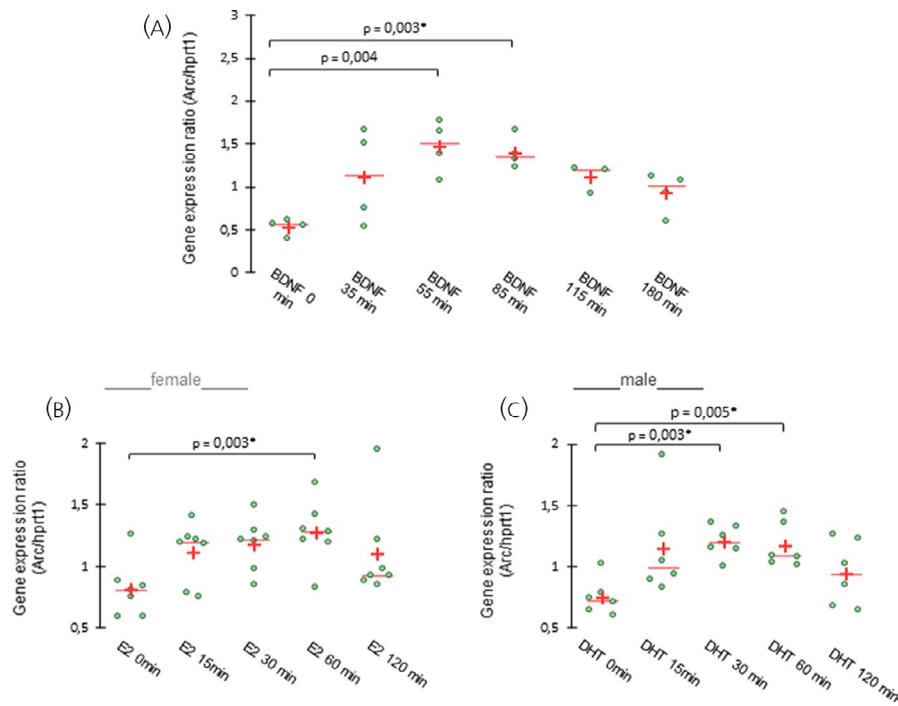 (A)
Gene expression ratio (Arc/hprt1)
3
2,5
2
1,5
1
0,5
0
p = 0,003*
p = 0,004
BDNF 0
min
BDNF
35 min
BDNF
55 min
BDNF
85 min
BDNF
115 min
BDNF
180 min
female
(B)
Gene expression ratio
(Arc/hprt1)
2
1,5
1
0,5
p = 0,003*
E2 0min
E2 15min
E2 30 min
E2 60 min
E2 120 min
male
(C)
Gene expression ratio
(Arc/hprt1)
2
1,5
1
0,5
p = 0,005*
p = 0,003*
DHT 0min
DHT 15min
DHT 30 min
DHT 60 min
DHT 120 min